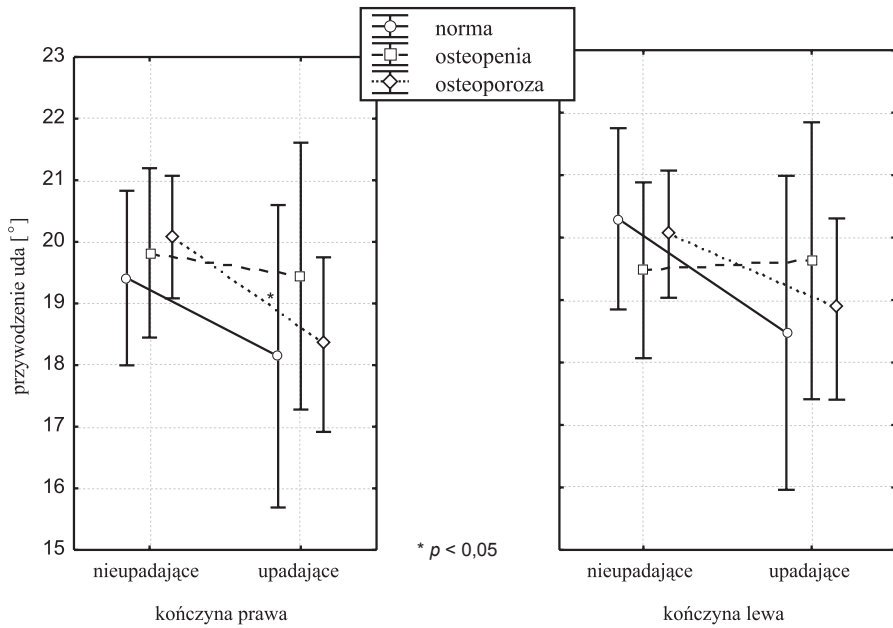 norma
osteopenia
osteoporoza
przywodzenie uda [°]
23
22
21
20
19
18
17
16
15
*
nieupadające upadające
kończyna prawa
* p < 0,05
nieupadające upadające
kończyna lewa